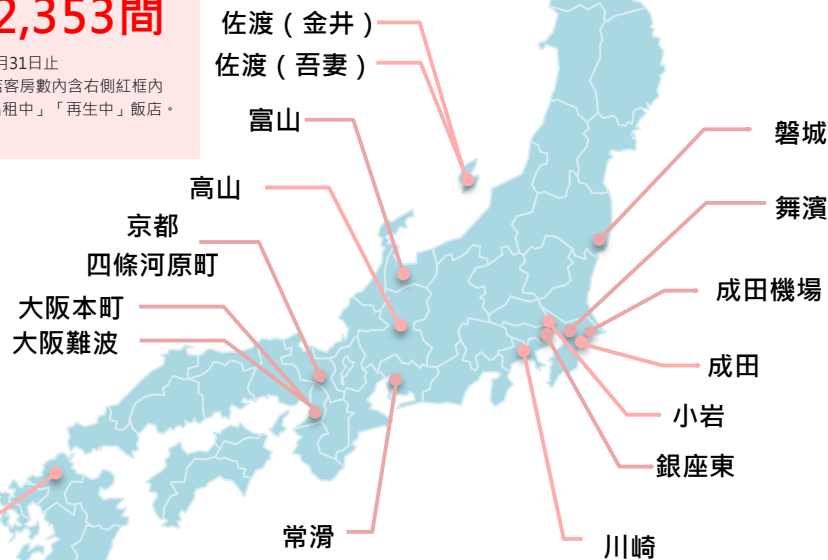 2,353間
月31日止
客房數內含右側紅框內
租中」「再生中」飯店。
佐渡（金井）
佐渡（吾妻）
富山
高山
京都
四條河原町
大阪本町
大阪難波
常滑
磐城
舞濱
成田機場
成田
小岩
銀座東
川崎